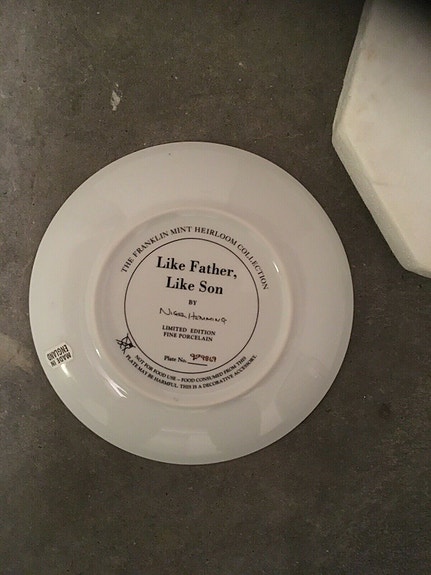 THE FRANKLIN MINT HEIRLOOM COLLECTION
Like Father,
Like Son
BY
Nigel Hemming
LIMITED EDITION
FINE PORCELAIN
Plate No.
NOT FOR FOOD USE – FOOD CONSUMED FROM THIS
PLATE MAY BE HARMFUL. THIS IS A DECORATIVE ACCESSORY.
MADE IN
ENGLAND